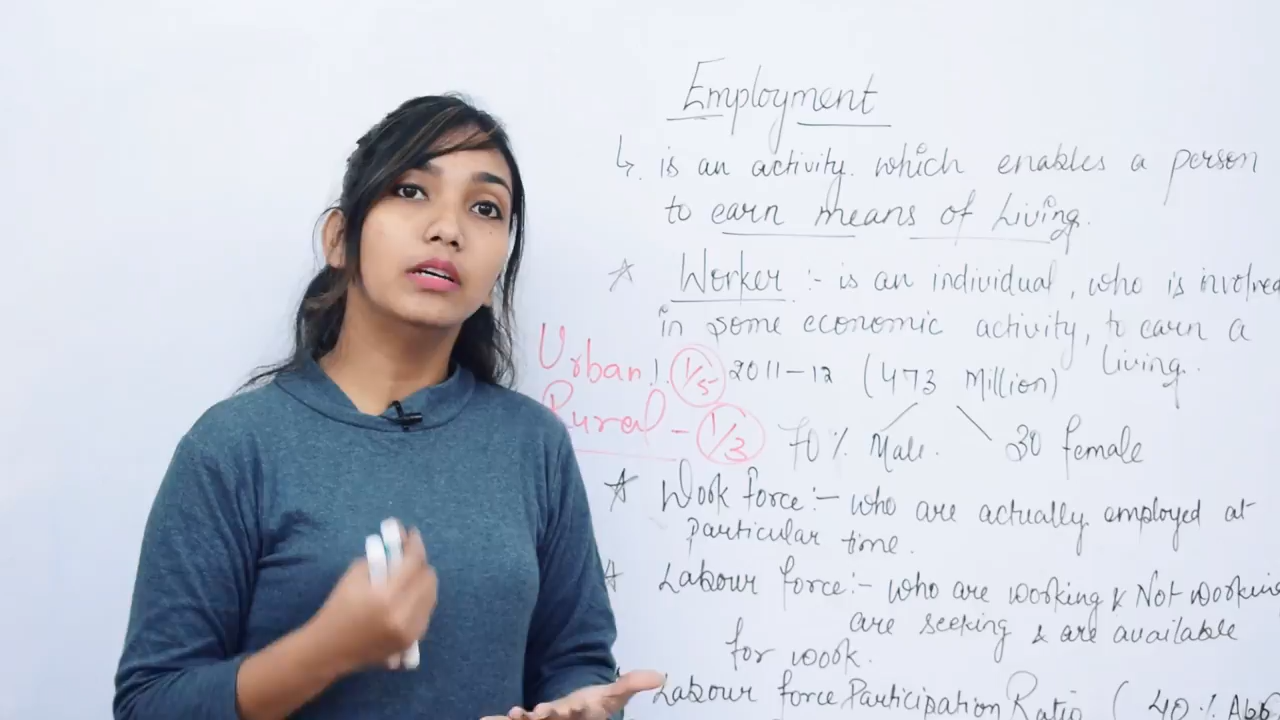 Employment
↳ is an activity which enables a person
to earn means of Living.
☆ Worker :- is an individual, who is involved
in some economic activity, to earn a
Living.
Urban! 1/5
Rural - 1/3
2011-12 (473 Million)
70% Male. 30 female
☆ Work force :- who are actually employed at
particular time.
☆ Labour force :- who are working & Not working
are seeking & are available
for work.
Labour force Participation Ratio ( 40 %